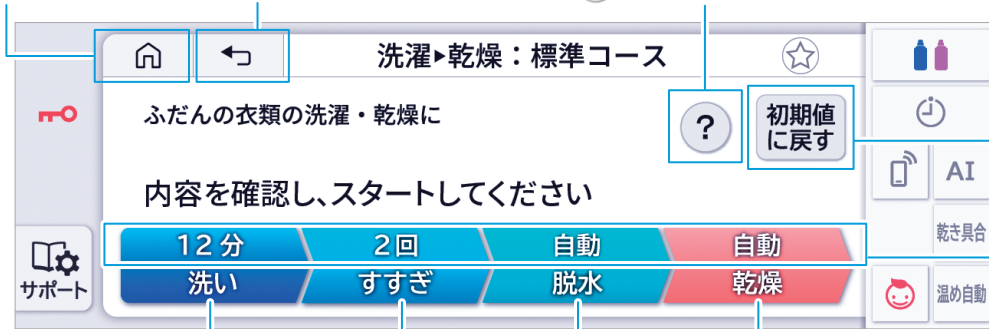 洗濯▶乾燥：標準コース
ふだんの衣類の洗濯・乾燥に
?
初期値
に戻す
AI
内容を確認し、スタートしてください
乾き具合
12分 2回 自動 自動
洗い すすぎ 脱水 乾燥
サポート
温め自動